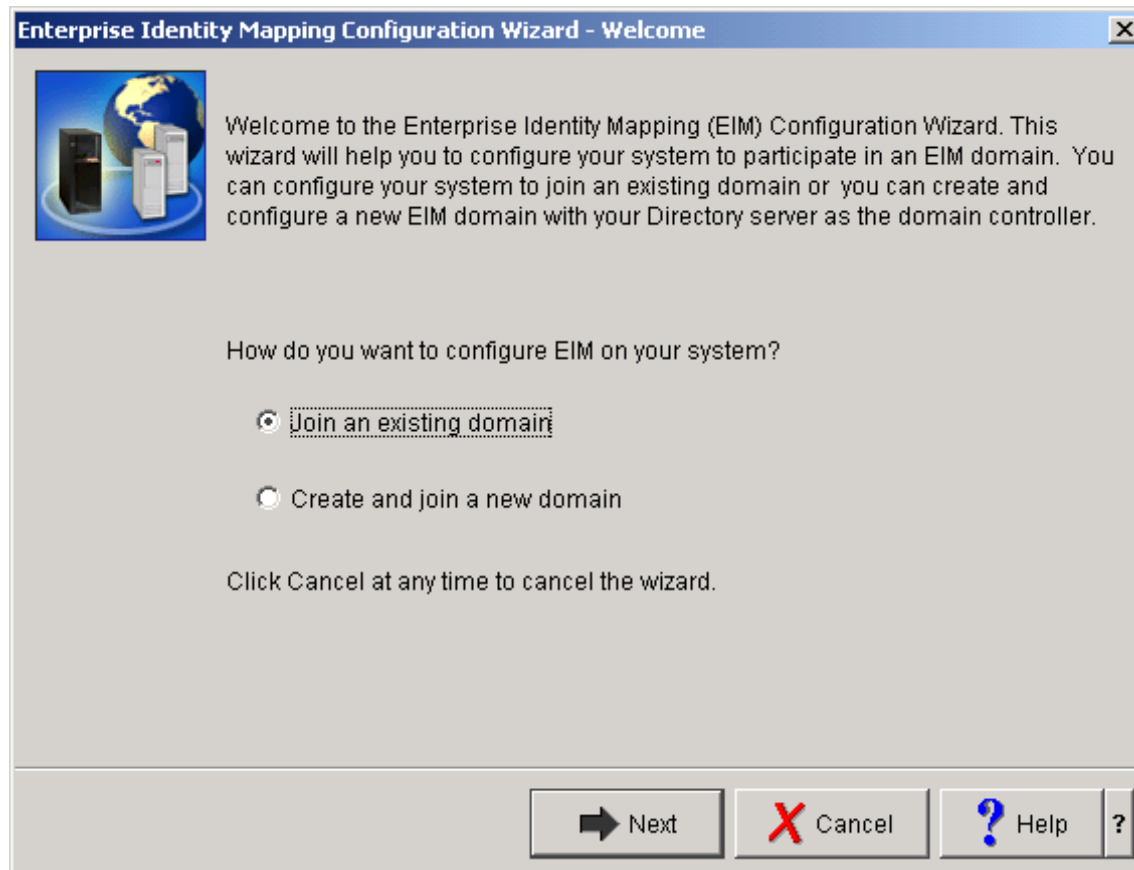 Enterprise Identity Mapping Configuration Wizard - Welcome
Welcome to the Enterprise Identity Mapping (EIM) Configuration Wizard. This
wizard will help you to configure your system to participate in an EIM domain. You
can configure your system to join an existing domain or you can create and
configure a new EIM domain with your Directory server as the domain controller.
How do you want to configure EIM on your system?
Join an existing domain
Create and join a new domain
Click Cancel at any time to cancel the wizard.
Next Cancel ? Help ?